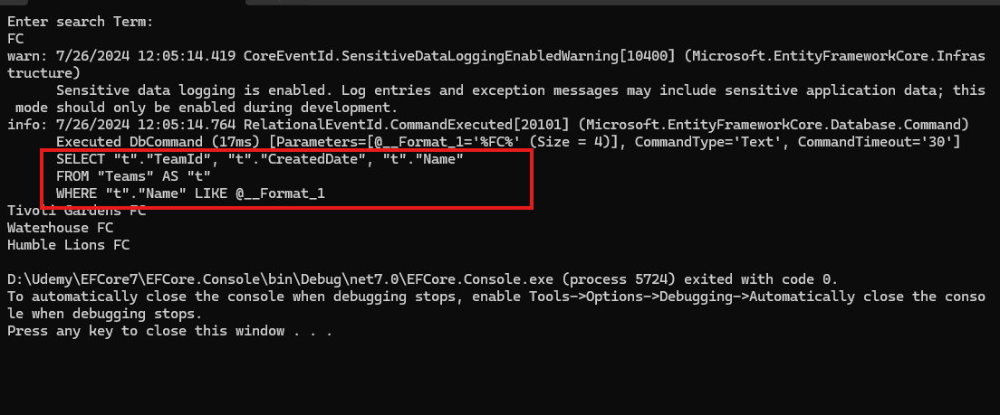 Enter search Term:
FC
warn: 7/26/2024 12:05:14.419 CoreEventId.SensitiveDataLoggingEnabledWarning[10400] (Microsoft.EntityFrameworkCore.Infras
tructure)
      Sensitive data logging is enabled. Log entries and exception messages may include sensitive application data; this
 mode should only be enabled during development.
info: 7/26/2024 12:05:14.764 RelationalEventId.CommandExecuted[20101] (Microsoft.EntityFrameworkCore.Database.Command)
      Executed DbCommand (17ms) [Parameters=[@__Format_1='%FC%' (Size = 4)], CommandType='Text', CommandTimeout='30']
      SELECT "t"."TeamId", "t"."CreatedDate", "t"."Name"
      FROM "Teams" AS "t"
      WHERE "t"."Name" LIKE @__Format_1
Tivoli Gardens FC
Waterhouse FC
Humble Lions FC

D:\Udemy\EFCore7\EFCore.Console\bin\Debug\net7.0\EFCore.Console.exe (process 5724) exited with code 0.
To automatically close the console when debugging stops, enable Tools->Options->Debugging->Automatically close the conso
le when debugging stops.
Press any key to close this window . . .